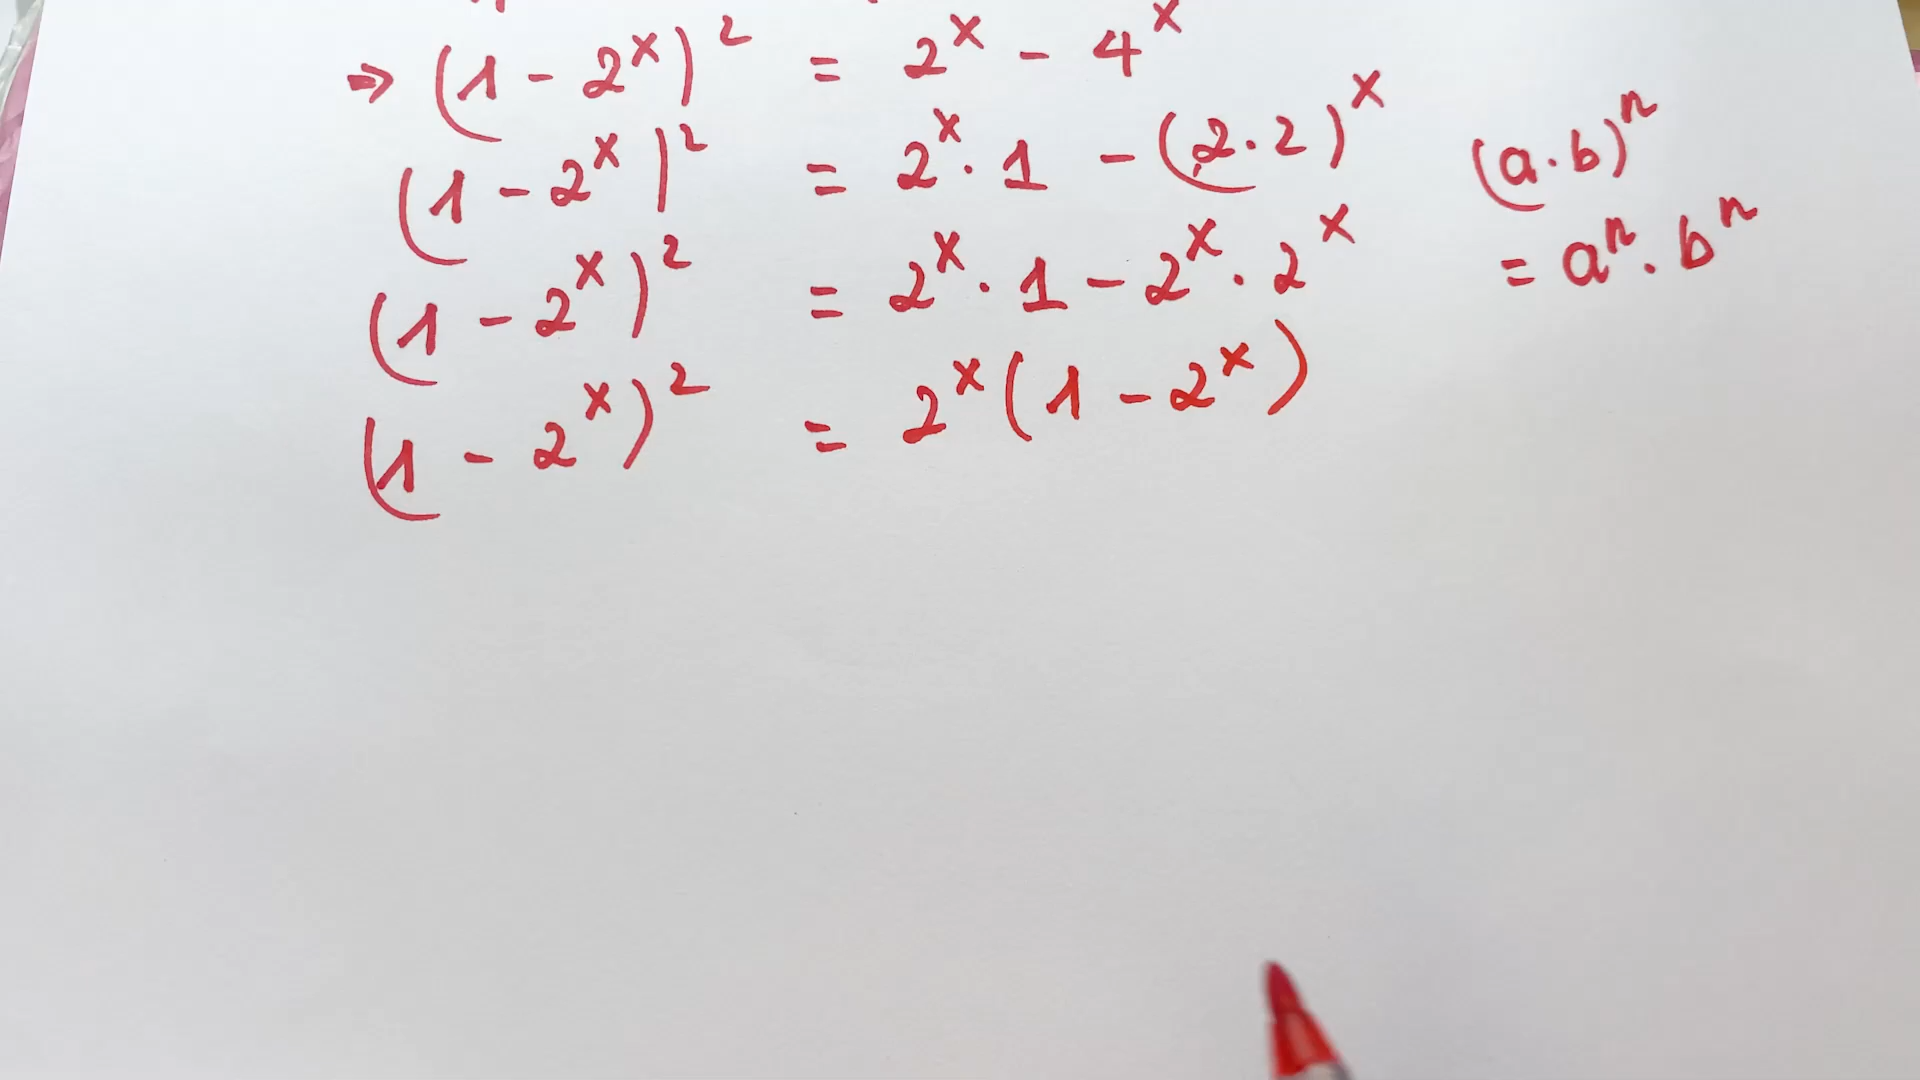 ⇒ (1 - 2^x)^2 = 2^x - 4^x
(1 - 2^x)^2 = 2^x · 1 - (2 · 2)^x
(a · b)^n
(1 - 2^x)^2 = 2^x · 1 - 2^x · 2^x
= a^n · b^n
(1 - 2^x)^2 = 2^x (1 - 2^x)